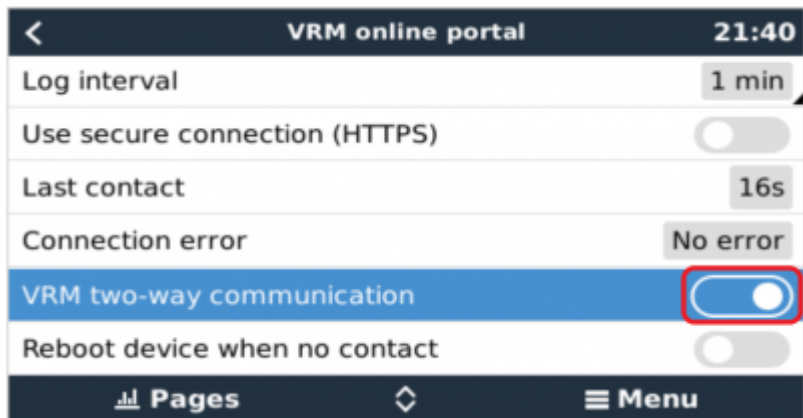 VRM online portal 21:40
Log interval 1 min
Use secure connection (HTTPS)
Last contact 16s
Connection error No error
VRM two-way communication
Reboot device when no contact
Pages Menu